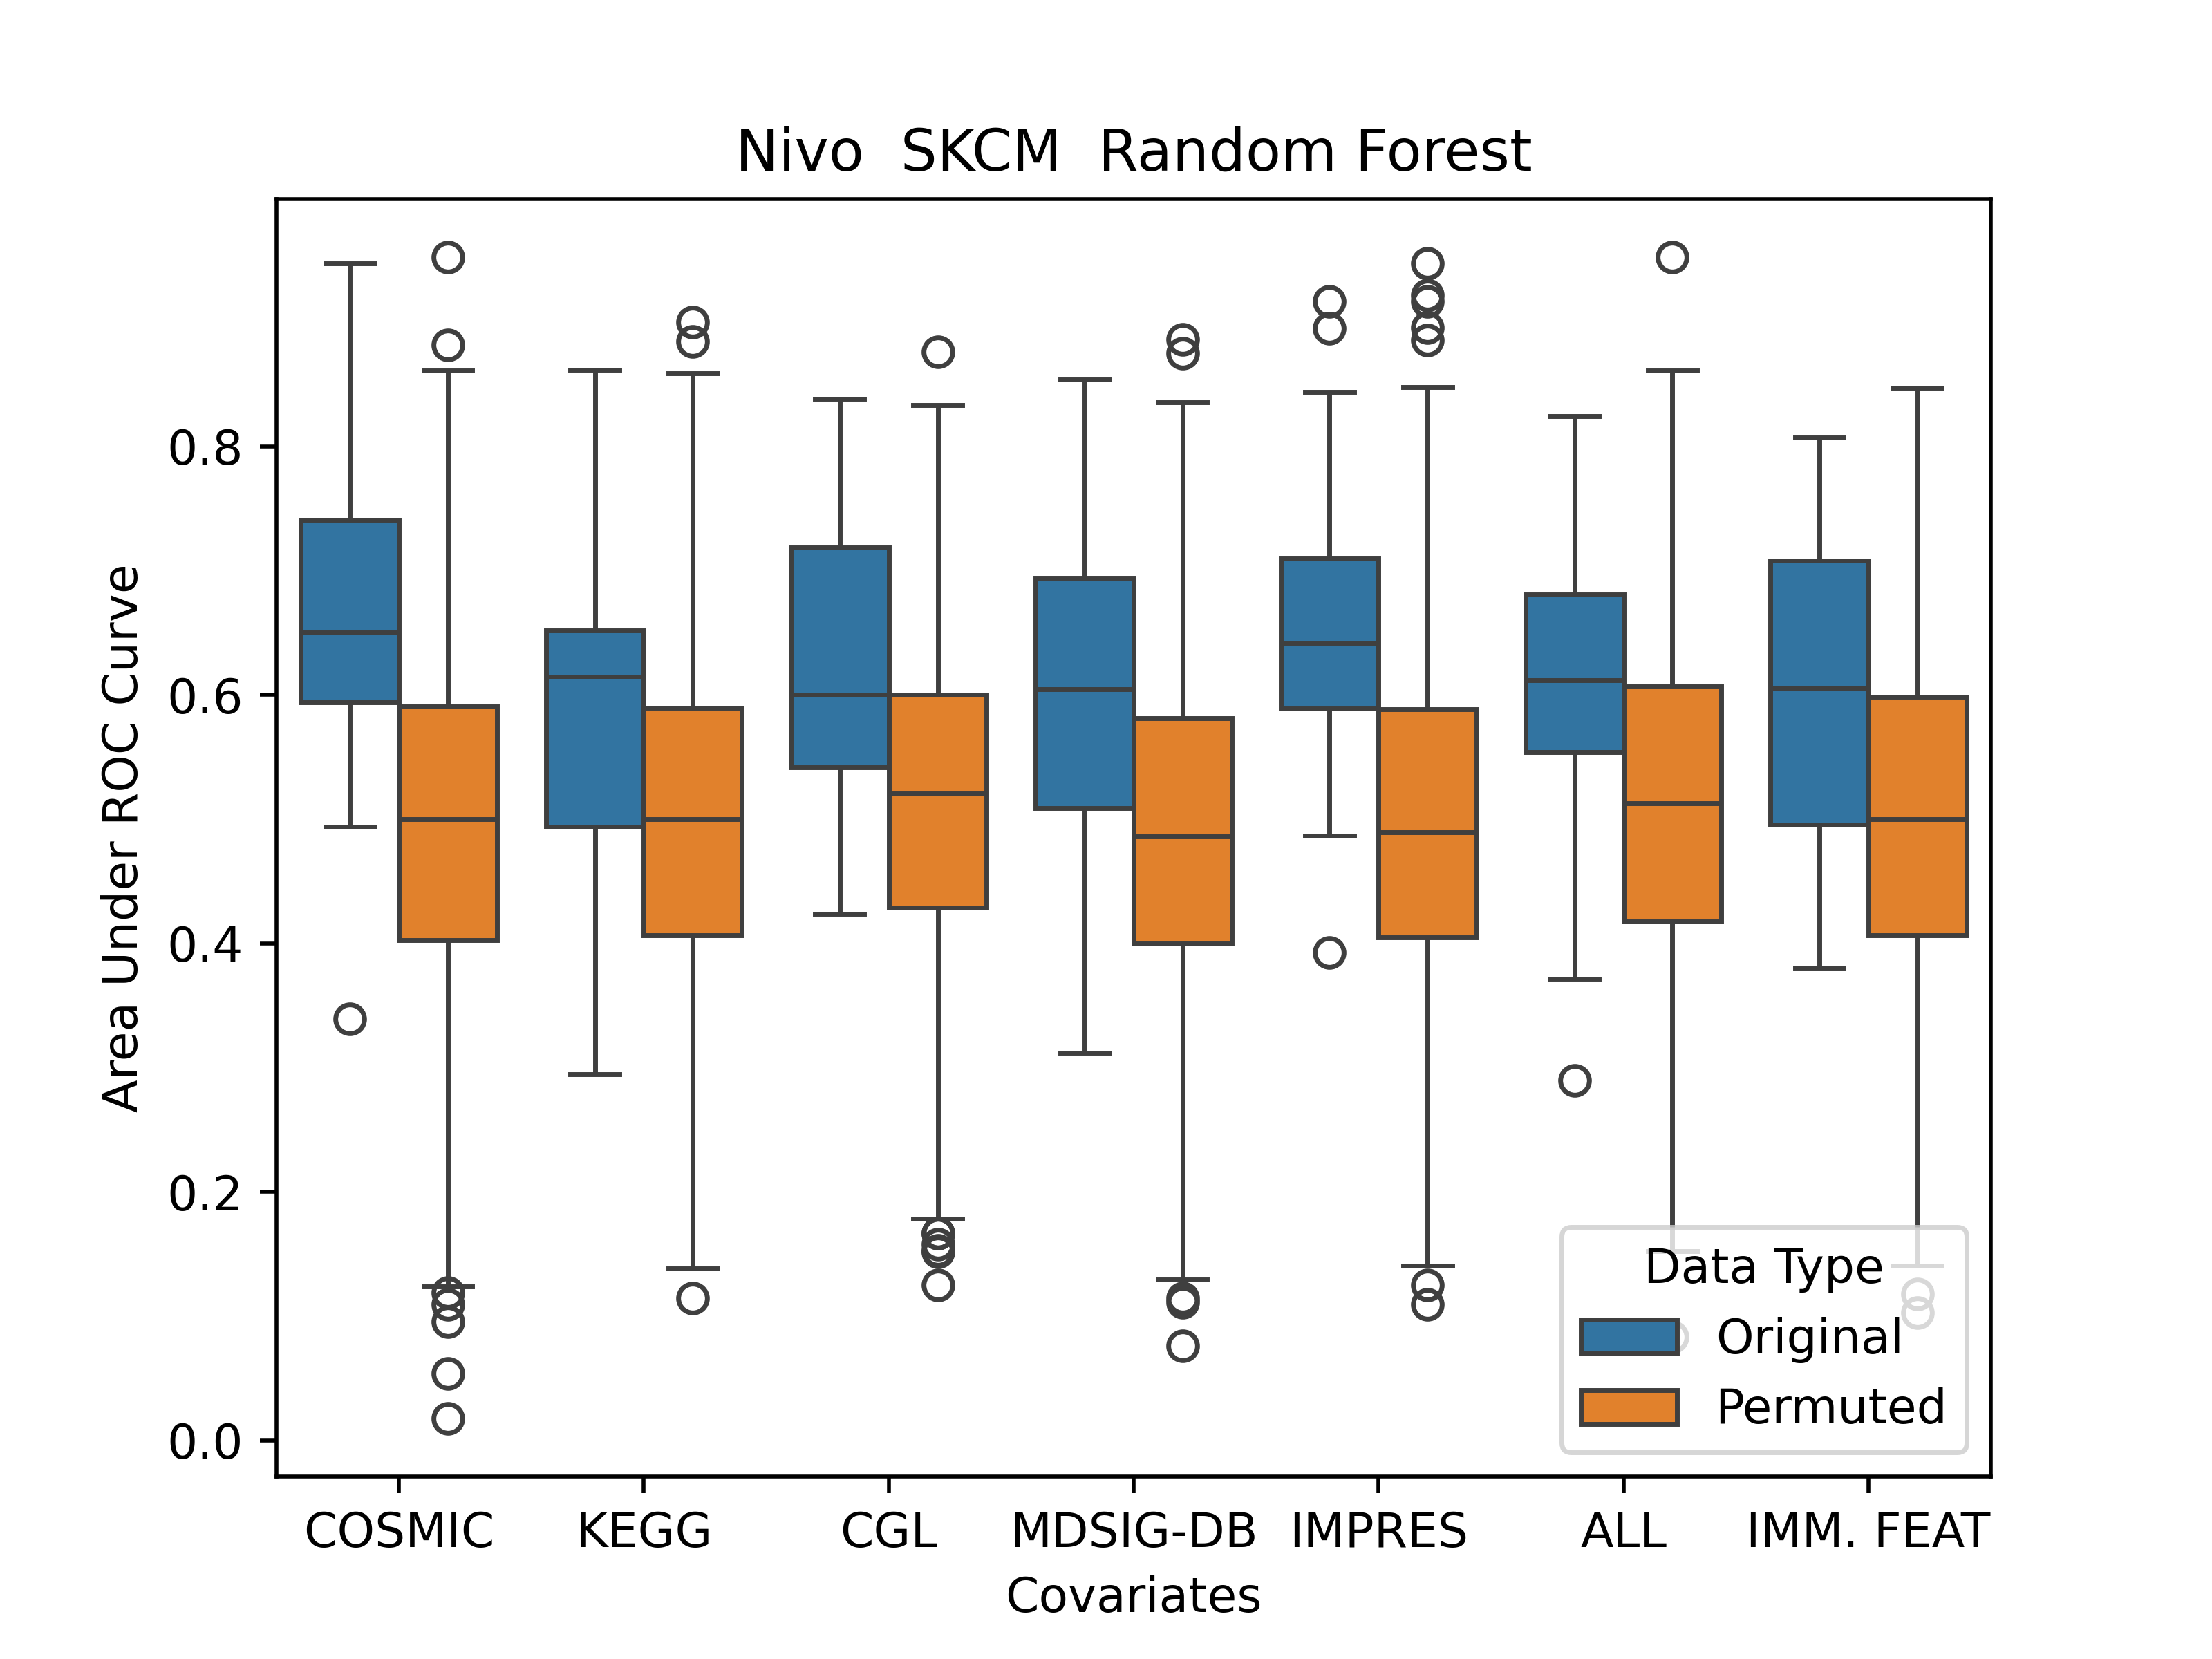 Nivo  SKCM  Random Forest
Area Under ROC Curve
0.8
0.6
0.4
0.2
0.0
Data Type
Original
Permuted
COSMIC KEGG CGL MDSIG-DB IMPRES ALL IMM. FEAT
Covariates